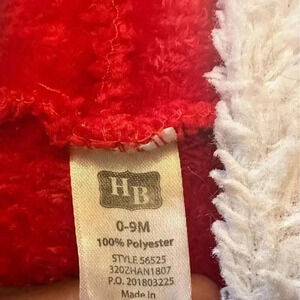 HB
0-9M
100% Polyester
STYLE 56525
320ZHAN1807
P.O. 201803225
Made in